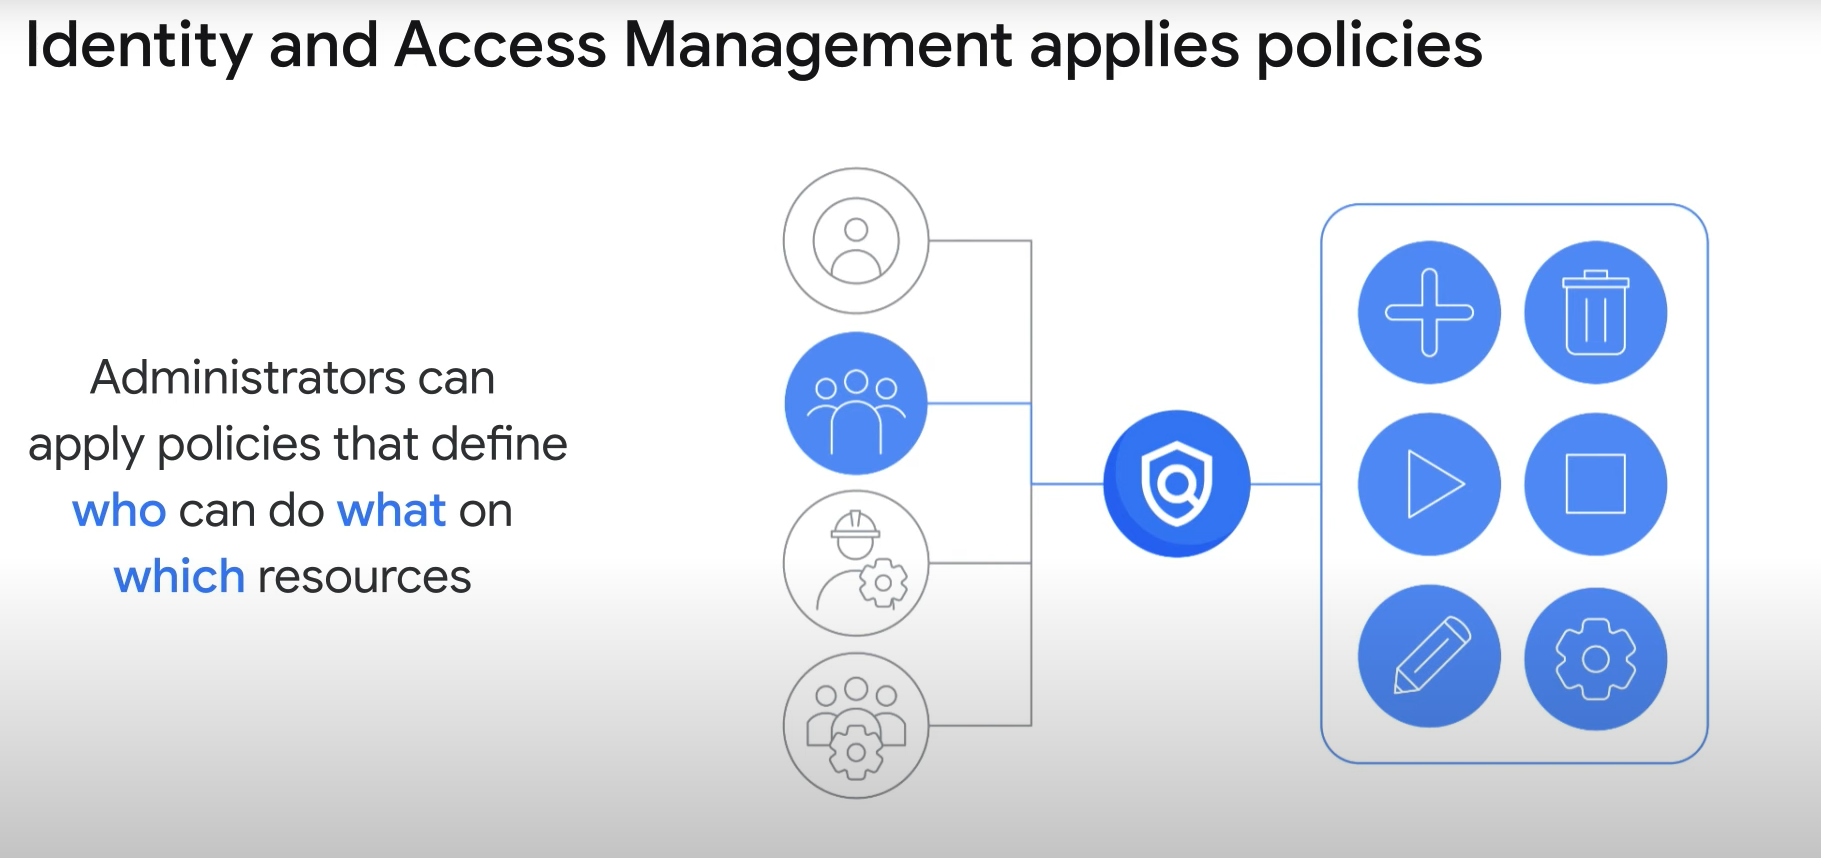 Identity and Access Management applies policies
Administrators can
apply policies that define
who can do what on
which resources